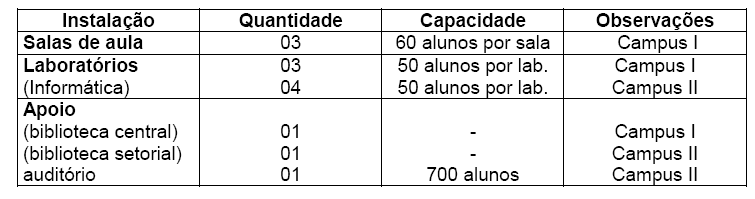 Instalação Quantidade Capacidade Observações
Salas de aula 03 60 alunos por sala Campus I
Laboratórios 03 50 alunos por lab. Campus I
(Informática) 04 50 alunos por lab. Campus II
Apoio
(biblioteca central) 01 - Campus I
(biblioteca setorial) 01 - Campus II
auditório 01 700 alunos Campus II